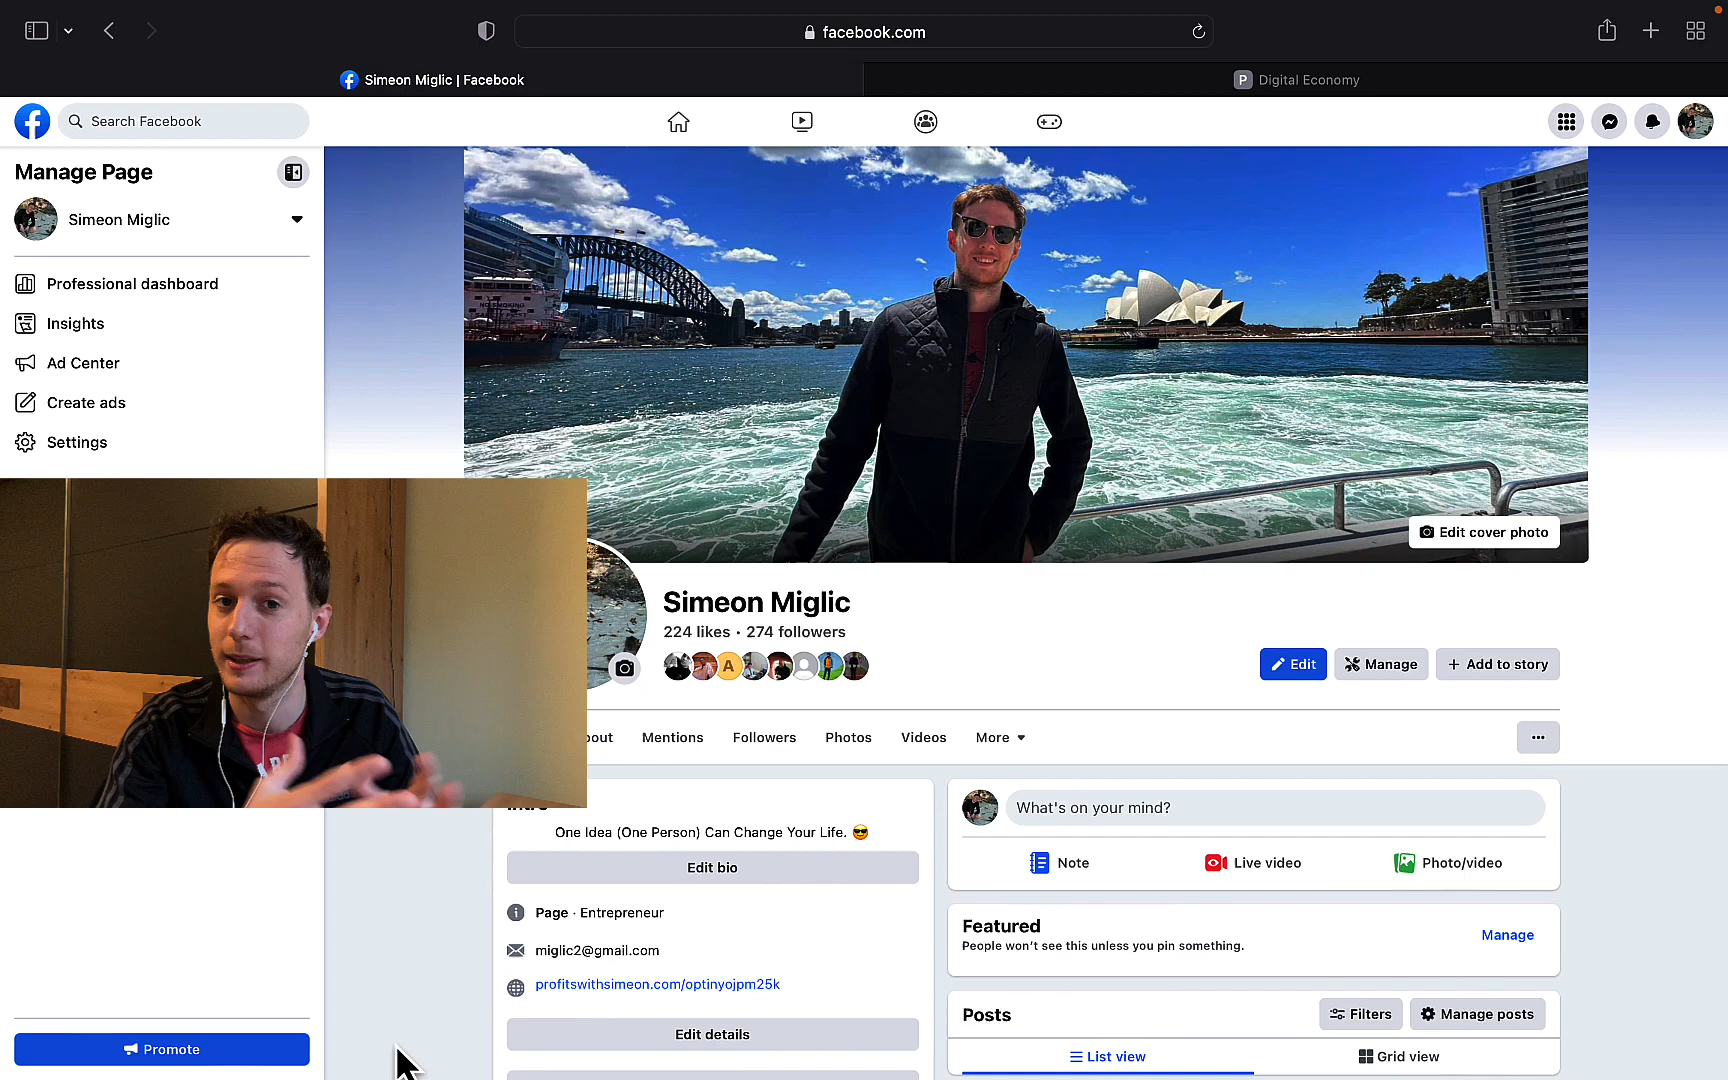 facebook.com
Simeon Miglic | Facebook
P Digital Economy
Search Facebook
Manage Page
Simeon Miglic
Professional dashboard
Insights
Ad Center
Create ads
Settings
NO SMOKING
Edit cover photo
Simeon Miglic
224 likes · 274 followers
A
Edit
Manage
+ Add to story
Mentions
Followers
Photos
Videos
More
What's on your mind?
One Idea (One Person) Can Change Your Life. 😎
Edit bio
Note
Live video
Photo/video
Page · Entrepreneur
Featured
People won't see this unless you pin something.
Manage
miglic2@gmail.com
profitswithsimeon.com/optinyojpm25k
Posts
Filters
Manage posts
Edit details
Promote
List view
Grid view